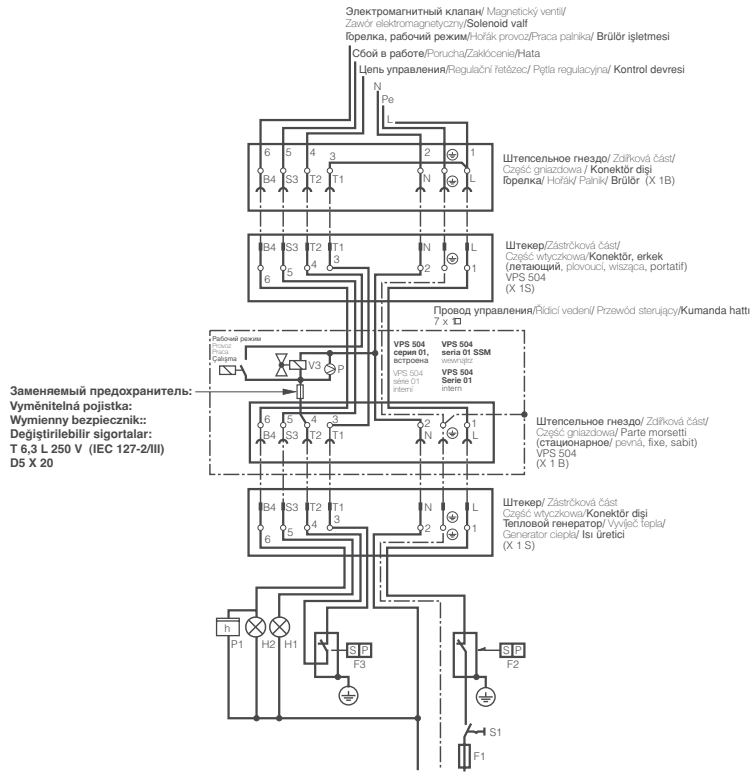 Электромагнитный клапан/ Magnetický ventil/
Zawór elektromagnetyczny/Solenoid valf
Горелка, рабочий режим/Hořák provoz/Praca palnika/ Brülör işletmesi
Сбой в работе/Porucha/Zakłócenie/Hata
Цепь управления/Regulační řetězec/ Pętla regulacyjna/ Kontrol devresi
N
Pe
L
6 5 4 3 2 1
B4 S3 T2 T1 N L
Штепсельное гнездо/ Zdířková část/
Część gniazdowa / Konektör dişi
Горелка/ Hořák/ Palnik/ Brülör (X 1B)
B4 S3 T2 T1 N L
6 5 4 3 2 1
Штекер/Zástrčková část/
Część wtyczkowa/Konektör, erkek
(летающий, plovoucí, wisząca, portatif)
VPS 504
(X 1S)
Провод управления/Řídicí vedení/ Przewód sterujący/Kumanda hattı
7 x 1
Рабочий режим
Provoz
Praca
Çalışma
V3
P
VPS 504
серия 01,
встроена
VPS 504
série 01
interní
VPS 504
seria 01 SSM
wewnątrz
VPS 504
Serie 01
intern
Заменяемый предохранитель:
Vyměnitelná pojistka:
Wymienny bezpiecznik::
Değiştirilebilir sigortalar:
T 6,3 L 250 V (IEC 127-2/III)
D5 X 20
6 5 4 3 2 1
B4 S3 T2 T1 N L
Штепсельное гнездо/ Zdířková část/
Część gniazdowa/ Parte morsetti
(стационарное/ pevná, fixe, sabit)
VPS 504
(X 1 B)
B4 S3 T2 T1 N L
6 5 4 3 2 1
Штекер/ Zástrčková část
Część wtyczkowa/Konektör dişi
Тепловой генератор/ Vyvíječ tepla/
Generator ciepła/ Isı üretici
(X 1 S)
h
P1 H2 H1
S P
F3
S P
F2
S1
F1